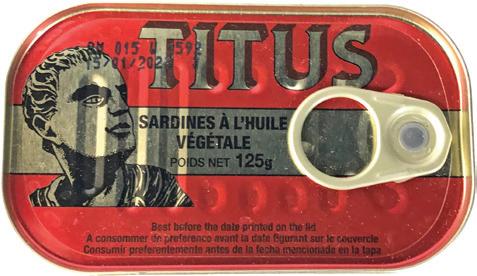 TITUS
015
SARDINES À L'HUILE
VÉGÉTALE
POIDS NET 125g
Best before the date printed on the lid
A consommer de preference avant la date figurant sur le couvercle
Consumir preferentemente antes de la fecha mencionada en la tapa